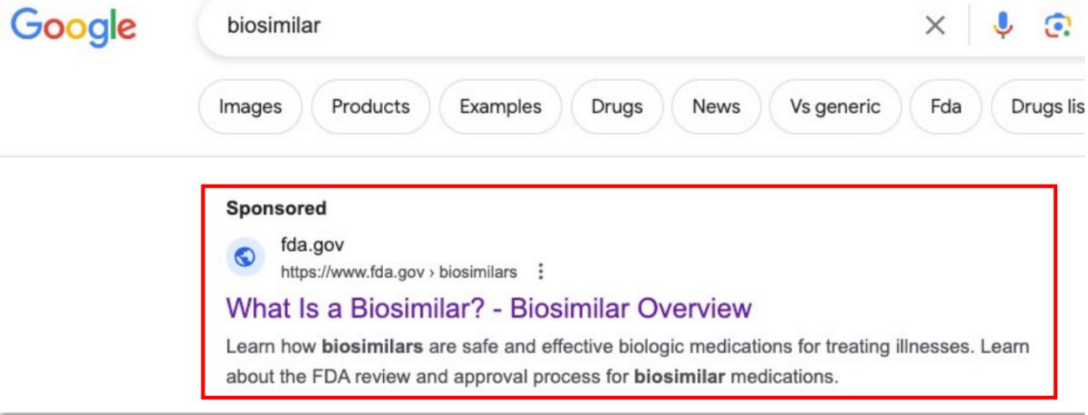 Google
biosimilar
Images Products Examples Drugs News Vs generic Fda Drugs lis
Sponsored
fda.gov
https://www.fda.gov › biosimilars
What Is a Biosimilar? - Biosimilar Overview
Learn how biosimilars are safe and effective biologic medications for treating illnesses. Learn
about the FDA review and approval process for biosimilar medications.